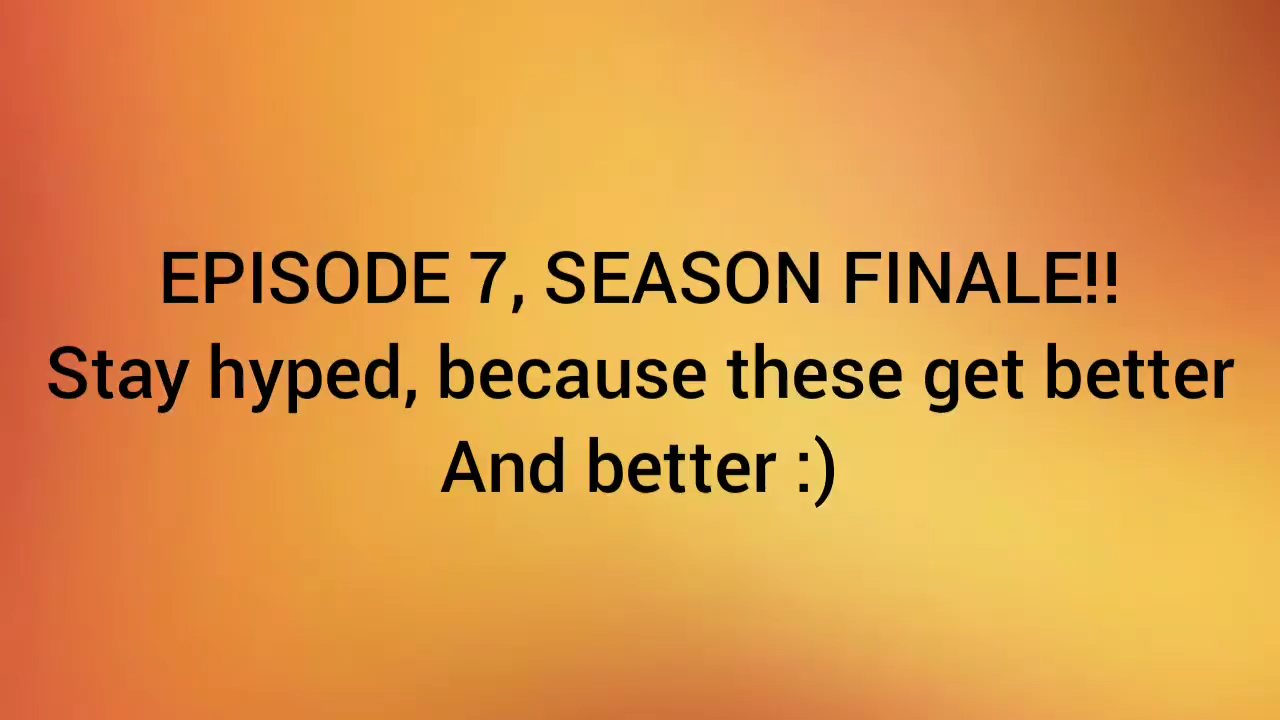 EPISODE 7, SEASON FINALE!!
Stay hyped, because these get better
And better :)